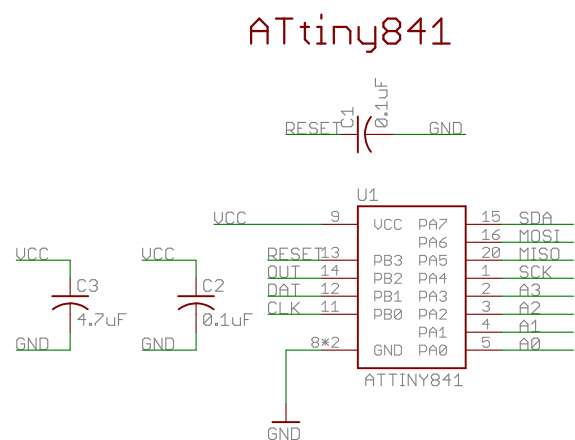 ATtiny841
C1
0.1uF
RESET
GND
U1
VCC 9 VCC PA7 15 SDA
PA6 16 MOSI
RESET 13 PB3 PA5 20 MISO
OUT 14 PB2 PA4 1 SCK
DAT 12 PB1 PA3 2 A3
CLK 11 PB0 PA2 3 A2
PA1 4 A1
8*2 GND PA0 5 A0
ATTINY841
GND
VCC
C3
4.7uF
GND
VCC
C2
0.1uF
GND